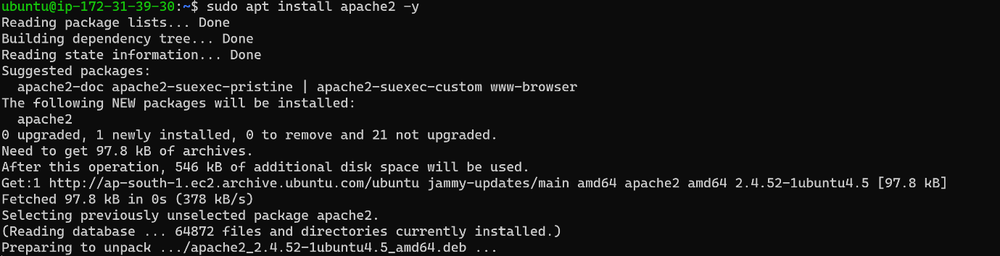 ubuntu@ip-172-31-39-30:~$ sudo apt install apache2 -y
Reading package lists... Done
Building dependency tree... Done
Reading state information... Done
Suggested packages:
  apache2-doc apache2-suexec-pristine | apache2-suexec-custom www-browser
The following NEW packages will be installed:
  apache2
0 upgraded, 1 newly installed, 0 to remove and 21 not upgraded.
Need to get 97.8 kB of archives.
After this operation, 546 kB of additional disk space will be used.
Get:1 http://ap-south-1.ec2.archive.ubuntu.com/ubuntu jammy-updates/main amd64 apache2 amd64 2.4.52-1ubuntu4.5 [97.8 kB]
Fetched 97.8 kB in 0s (378 kB/s)
Selecting previously unselected package apache2.
(Reading database ... 64872 files and directories currently installed.)
Preparing to unpack .../apache2_2.4.52-1ubuntu4.5_amd64.deb ...